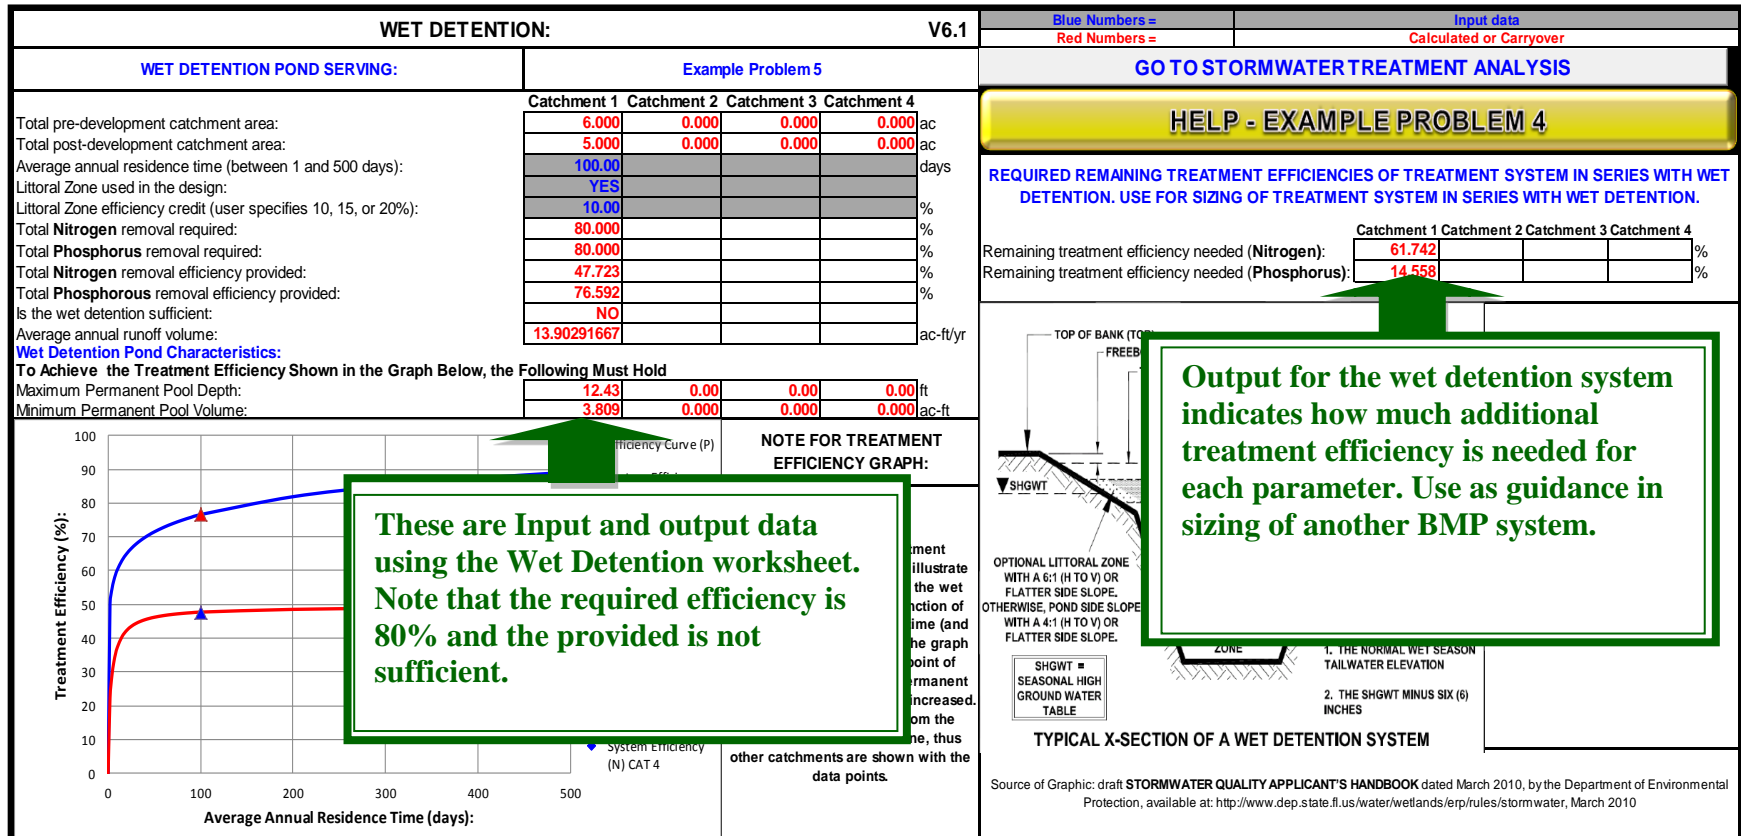 WET DETENTION: V6.1
Blue Numbers = Input data
Red Numbers = Calculated or Carryover
WET DETENTION POND SERVING: Example Problem 5
GO TO STORMWATER TREATMENT ANALYSIS
HELP - EXAMPLE PROBLEM 4
Catchment 1 Catchment 2 Catchment 3 Catchment 4
Total pre-development catchment area: 6.000 0.000 0.000 0.000 ac
Total post-development catchment area: 5.000 0.000 0.000 0.000 ac
Average annual residence time (between 1 and 500 days): 100.00 days
Littoral Zone used in the design: YES
Littoral Zone efficiency credit (user specifies 10, 15, or 20%): 10.00 %
Total Nitrogen removal required: 80.000 %
Total Phosphorus removal required: 80.000 %
Total Nitrogen removal efficiency provided: 47.723 %
Total Phosphorous removal efficiency provided: 76.592 %
Is the wet detention sufficient: NO
Average annual runoff volume: 13.90291667 ac-ft/yr
Wet Detention Pond Characteristics:
To Achieve the Treatment Efficiency Shown in the Graph Below, the Following Must Hold
Maximum Permanent Pool Depth: 12.43 0.00 0.00 0.00 ft
Minimum Permanent Pool Volume: 3.809 0.000 0.000 0.000 ac-ft
REQUIRED REMAINING TREATMENT EFFICIENCIES OF TREATMENT SYSTEM IN SERIES WITH WET
DETENTION. USE FOR SIZING OF TREATMENT SYSTEM IN SERIES WITH WET DETENTION.
Catchment 1 Catchment 2 Catchment 3 Catchment 4
Remaining treatment efficiency needed (Nitrogen): 61.742 %
Remaining treatment efficiency needed (Phosphorus): 14.558 %
Treatment Efficiency (%):
100
90
80
70
60
50
40
30
20
10
0
0 100 200 300 400 500
Average Annual Residence Time (days):
Efficiency Curve (P)
System Efficiency
(N) CAT 4
These are Input and output data
using the Wet Detention worksheet.
Note that the required efficiency is
80% and the provided is not
sufficient.
NOTE FOR TREATMENT
EFFICIENCY GRAPH:
illustrate
the wet
ime (and
he graph
oint of
increased.
om the
ne, thus
other catchments are shown with the
data points.
TOP OF BANK
SHGWT
OPTIONAL LITTORAL ZONE
WITH A 6:1 (H TO V) OR
FLATTER SIDE SLOPE.
OTHERWISE, POND SIDE SLOPE
WITH A 4:1 (H TO V) OR
FLATTER SIDE SLOPE.
SHGWT =
SEASONAL HIGH
GROUND WATER
TABLE
ZONE
1. THE NORMAL WET SEASON
TAILWATER ELEVATION
2. THE SHGWT MINUS SIX (6)
INCHES
Output for the wet detention system
indicates how much additional
treatment efficiency is needed for
each parameter. Use as guidance in
sizing of another BMP system.
TYPICAL X-SECTION OF A WET DETENTION SYSTEM
Source of Graphic: draft STORMWATER QUALITY APPLICANT'S HANDBOOK dated March 2010, by the Department of Environmental
Protection, available at: http://www.dep.state.fl.us/water/wetlands/erp/rules/stormwater, March 2010